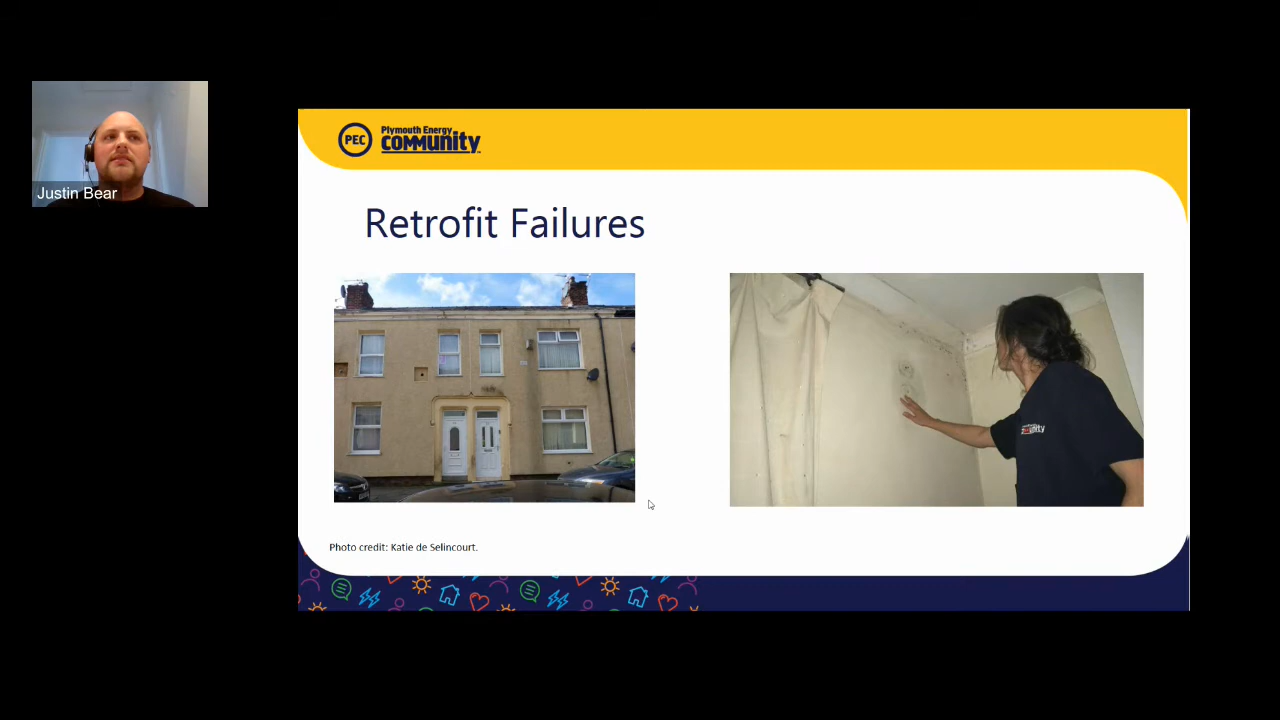 Justin Bear
PEC
Plymouth Energy
community
Retrofit Failures
Photo credit: Katie de Selincourt.